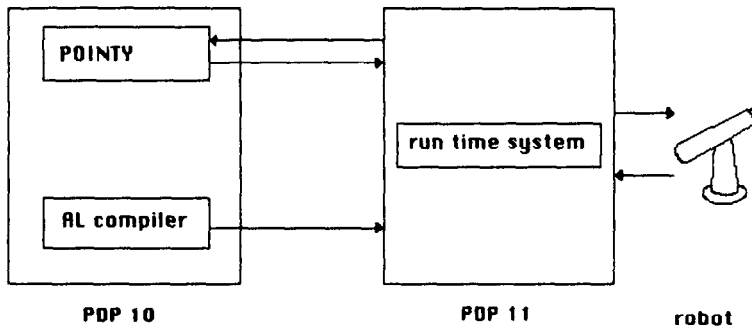 POINTY
run time system
AL compiler
PDP 10
PDP 11
robot